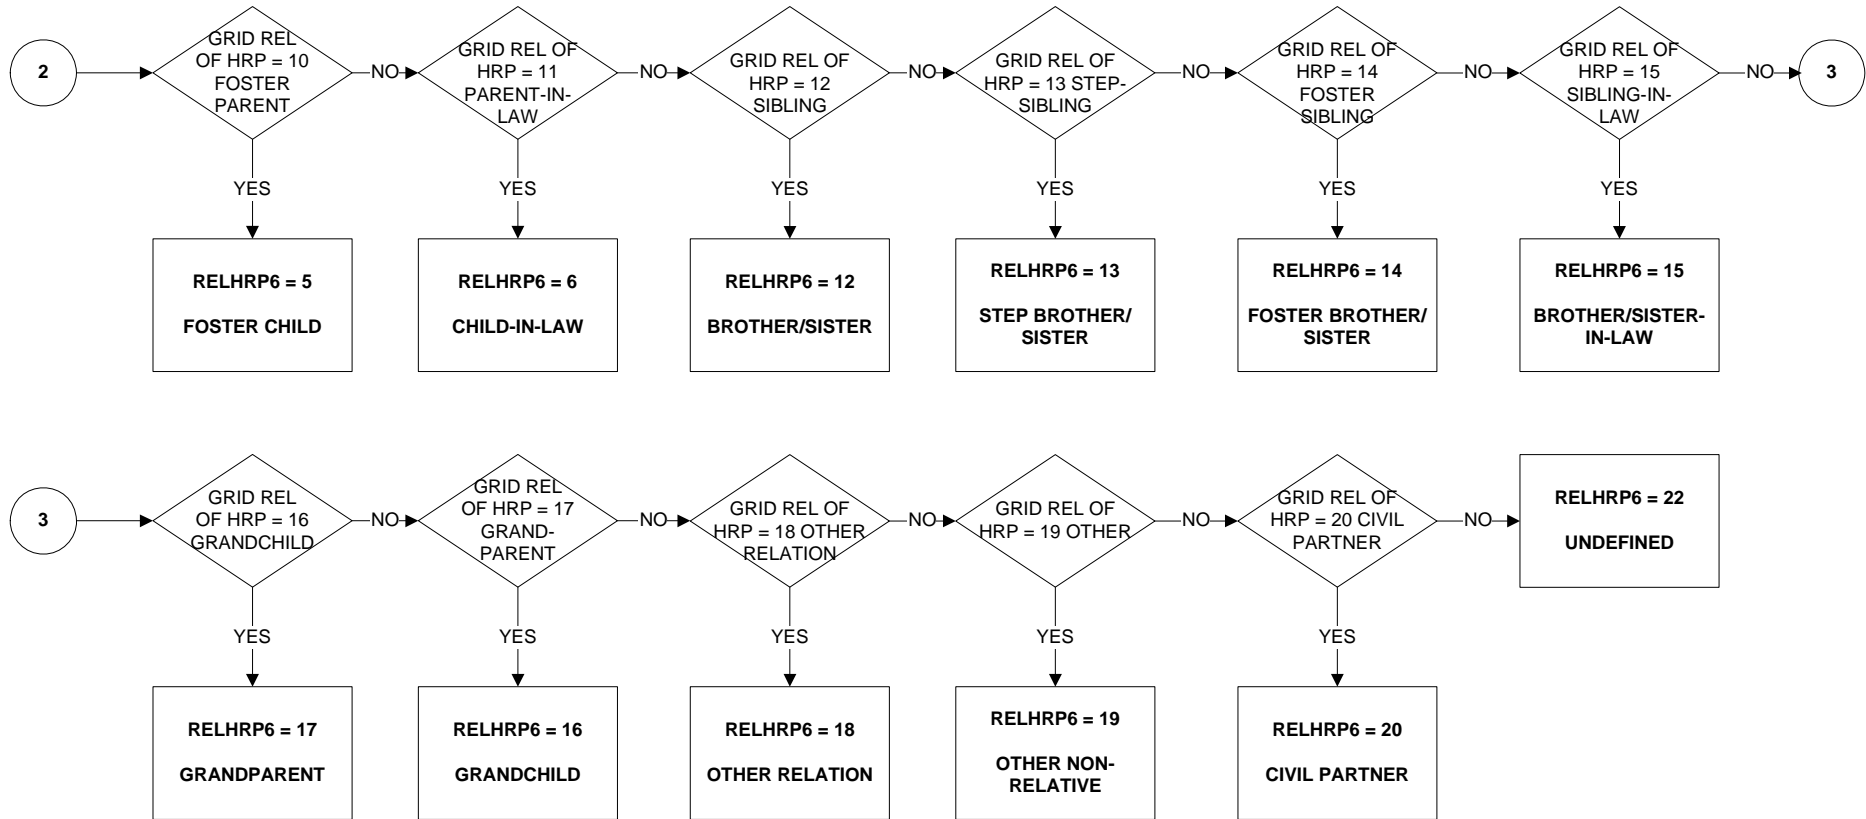 2
GRID REL
OF HRP = 10
FOSTER
PARENT
NO
GRID REL OF
HRP = 11
PARENT-IN-
LAW
NO
GRID REL OF
HRP = 12
SIBLING
NO
GRID REL OF
HRP = 13 STEP-
SIBLING
NO
GRID REL OF
HRP = 14
FOSTER
SIBLING
NO
GRID REL OF
HRP = 15
SIBLING-IN-
LAW
NO
3
YES
YES
YES
YES
YES
YES
RELHRP6 = 5
FOSTER CHILD
RELHRP6 = 6
CHILD-IN-LAW
RELHRP6 = 12
BROTHER/SISTER
RELHRP6 = 13
STEP BROTHER/
SISTER
RELHRP6 = 14
FOSTER BROTHER/
SISTER
RELHRP6 = 15
BROTHER/SISTER-
IN-LAW
3
GRID REL
OF HRP = 16
GRANDCHILD
NO
GRID REL
OF HRP = 17
GRAND-
PARENT
NO
GRID REL OF
HRP = 18 OTHER
RELATION
NO
GRID REL OF
HRP = 19 OTHER
NO
GRID REL OF
HRP = 20 CIVIL
PARTNER
NO
RELHRP6 = 22
UNDEFINED
YES
YES
YES
YES
YES
RELHRP6 = 17
GRANDPARENT
RELHRP6 = 16
GRANDCHILD
RELHRP6 = 18
OTHER RELATION
RELHRP6 = 19
OTHER NON-
RELATIVE
RELHRP6 = 20
CIVIL PARTNER